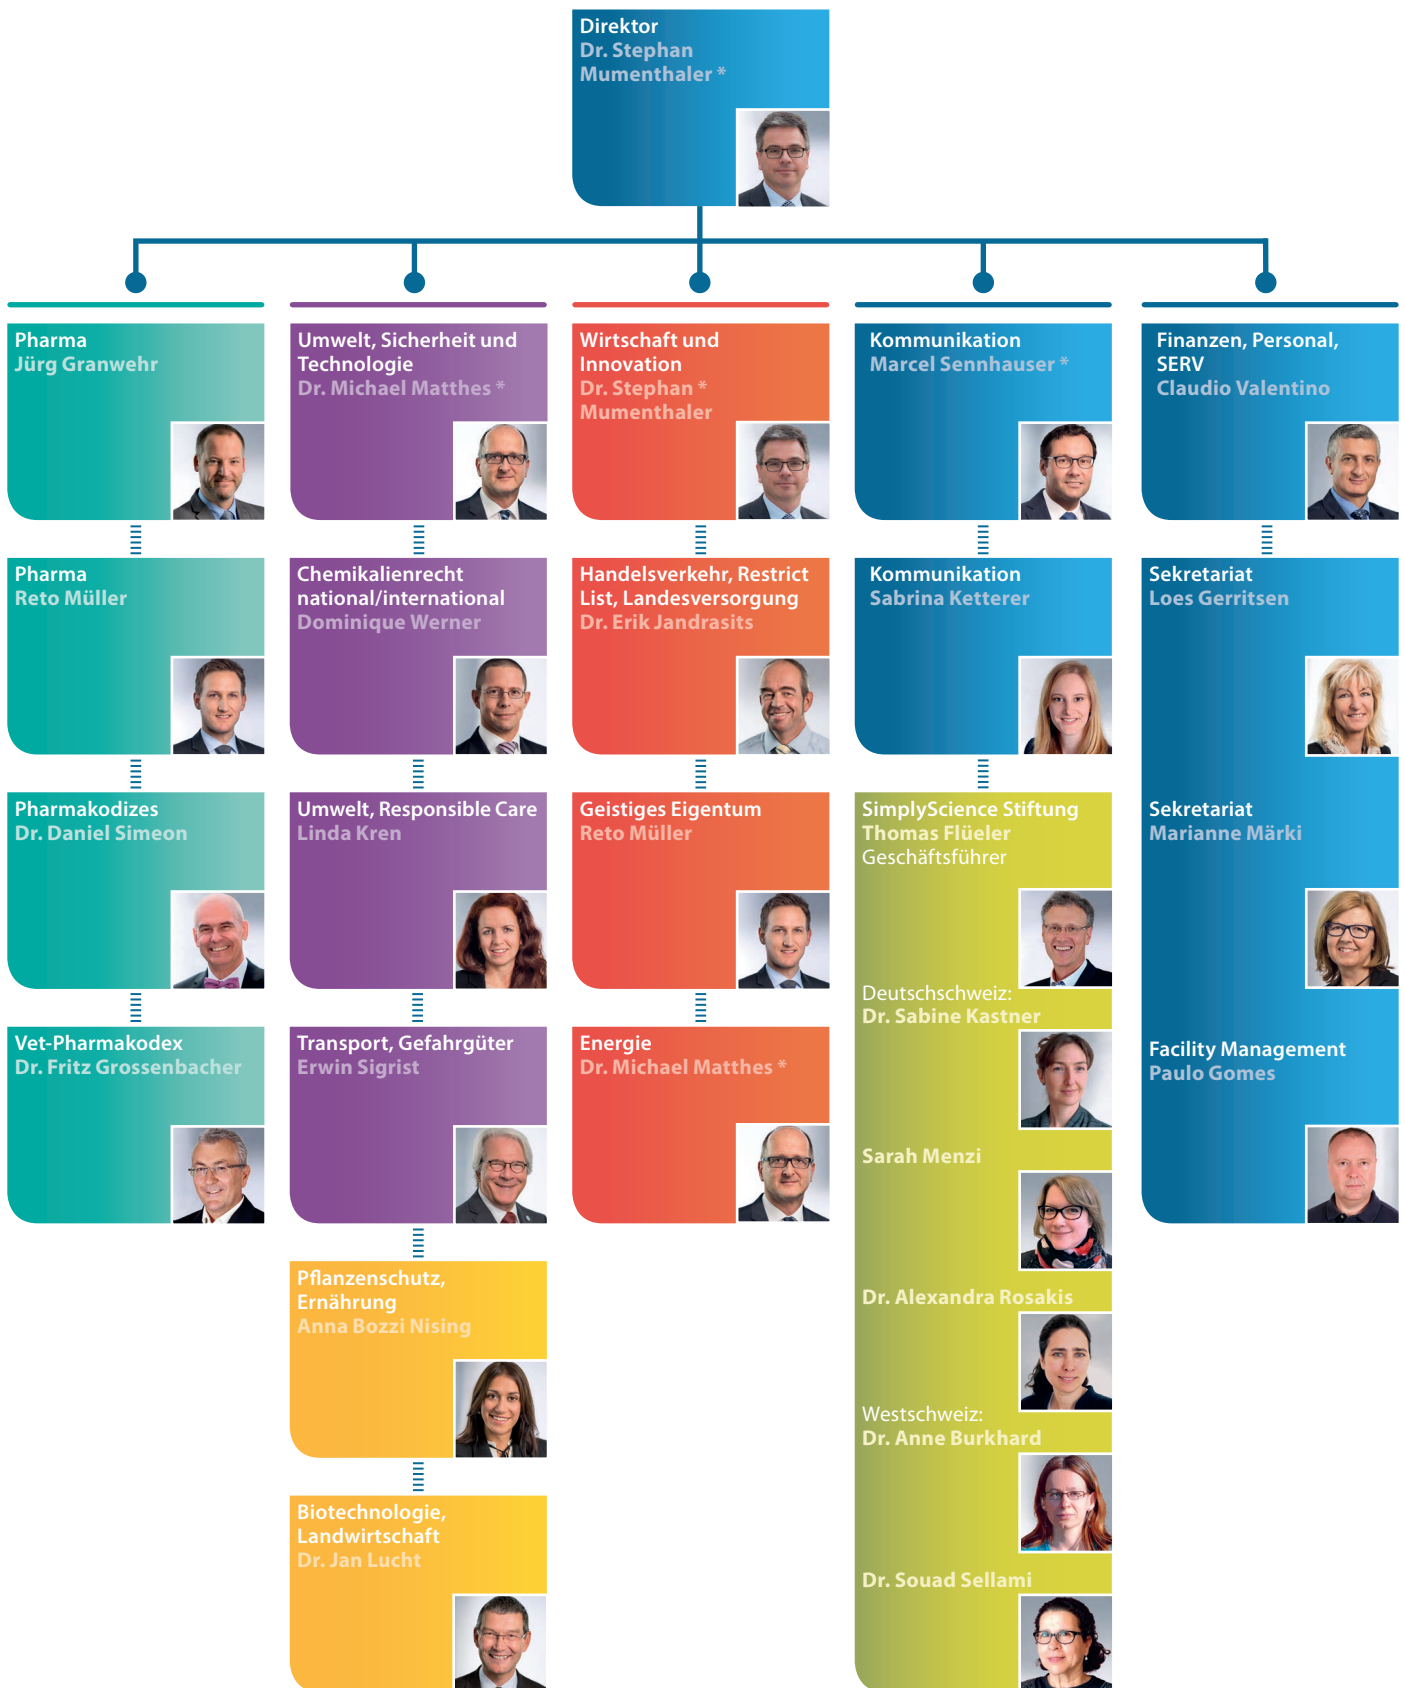 Direktor
Dr. Stephan
Mumenthaler *
Pharma
Jürg Granwehr
Umwelt, Sicherheit und
Technologie
Dr. Michael Matthes *
Wirtschaft und
Innovation
Dr. Stephan *
Mumenthaler
Kommunikation
Marcel Sennhauser *
Finanzen, Personal,
SERV
Claudio Valentino
Pharma
Reto Müller
Chemikalienrecht
national/international
Dominique Werner
Handelsverkehr, Restrict
List, Landesversorgung
Dr. Erik Jandrasits
Kommunikation
Sabrina Ketterer
Sekretariat
Loes Gerritsen
Pharmakodizes
Dr. Daniel Simeon
Umwelt, Responsible Care
Linda Kren
Geistiges Eigentum
Reto Müller
SimplyScience Stiftung
Thomas Flüeler
Geschäftsführer
Deutschschweiz:
Dr. Sabine Kastner
Sarah Menzi
Dr. Alexandra Rosakis
Westschweiz:
Dr. Anne Burkhard
Dr. Souad Sellami
Sekretariat
Marianne Märki
Vet-Pharmakodex
Dr. Fritz Grossenbacher
Transport, Gefahrgüter
Erwin Sigrist
Energie
Dr. Michael Matthes *
Facility Management
Paulo Gomes
Pflanzenschutz,
Ernährung
Anna Bozzi Nising
Biotechnologie,
Landwirtschaft
Dr. Jan Lucht